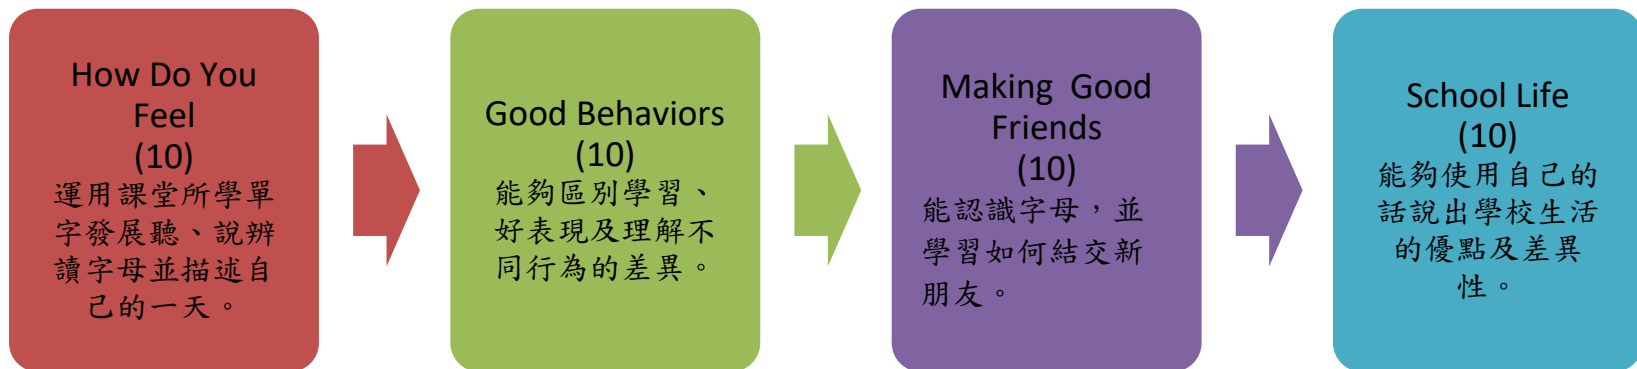 How Do You
Feel
(10)
運用課堂所學單
字發展聽、說辨
讀字母並描述自
己的一天。
Good Behaviors
(10)
能夠區別學習、
好表現及理解不
同行為的差異。
Making Good
Friends
(10)
能認識字母，並
學習如何結交新
朋友。
School Life
(10)
能夠使用自己的
話說出學校生活
的優點及差異
性。